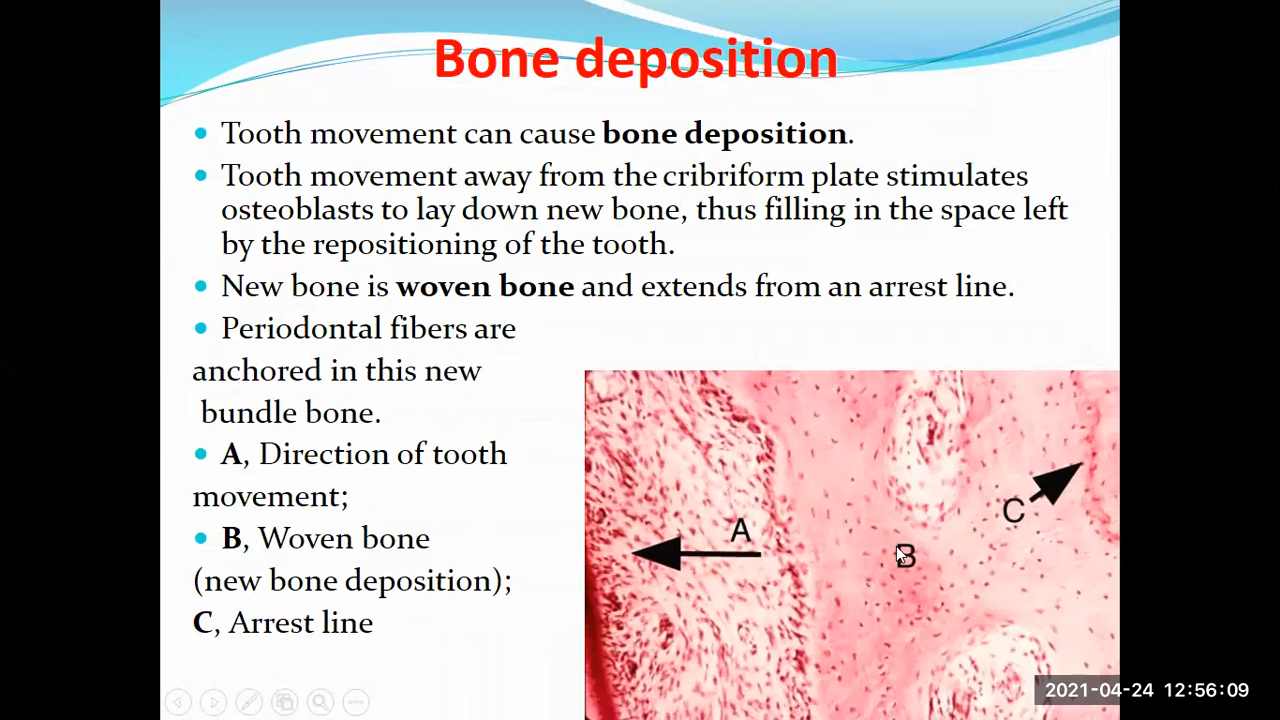 Bone deposition
• Tooth movement can cause bone deposition.
• Tooth movement away from the cribriform plate stimulates
osteoblasts to lay down new bone, thus filling in the space left
by the repositioning of the tooth.
• New bone is woven bone and extends from an arrest line.
• Periodontal fibers are
anchored in this new
bundle bone.
• A, Direction of tooth
movement;
• B, Woven bone
(new bone deposition);
C, Arrest line
A
B
C
2021-04-24 12:56:09